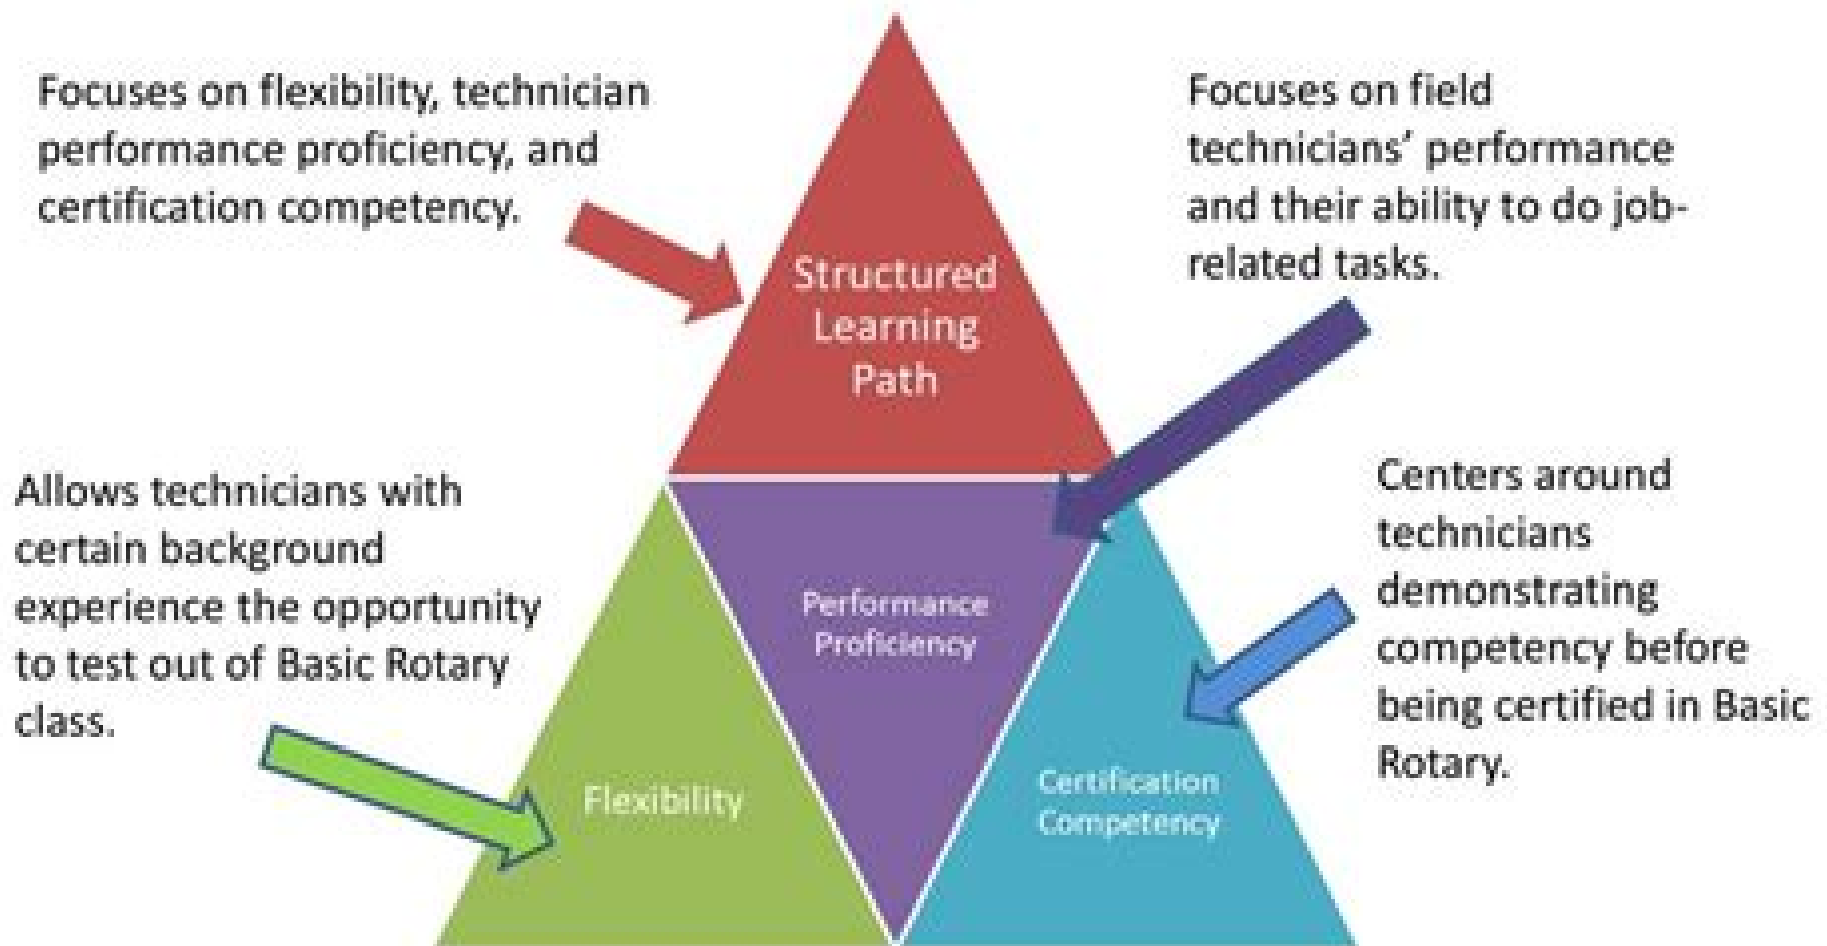 Focuses on flexibility, technician
performance proficiency, and
certification competency.
Focuses on field
technicians’ performance
and their ability to do job-
related tasks.
Structured
Learning
Path
Allows technicians with
certain background
experience the opportunity
to test out of Basic Rotary
class.
Performance
Proficiency
Centers around
technicians
demonstrating
competency before
being certified in Basic
Rotary.
Flexibility
Certification
Competency